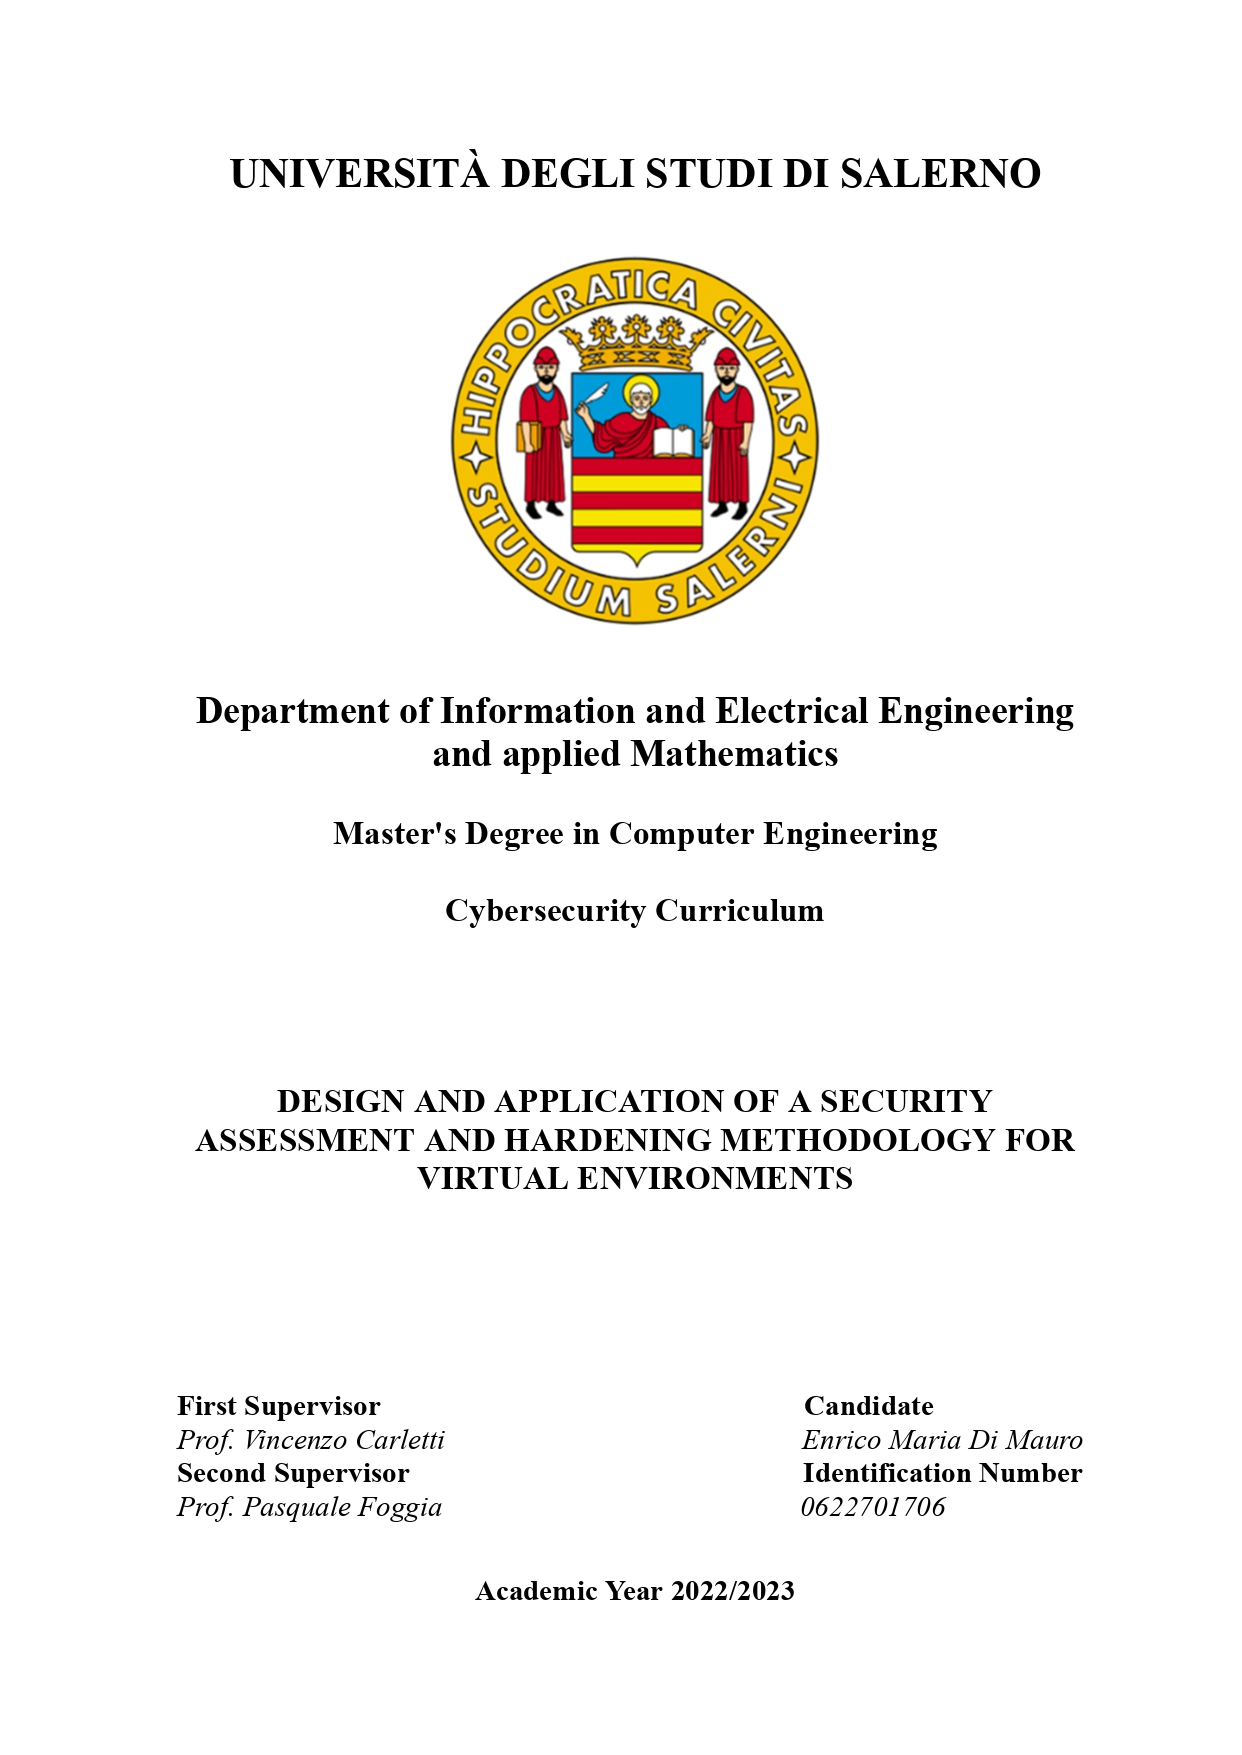 UNIVERSITÀ DEGLI STUDI DI SALERNO
HIPPOCRATICA CIVITAS
STUDIUM SALERNI
Department of Information and Electrical Engineering
and applied Mathematics
Master's Degree in Computer Engineering
Cybersecurity Curriculum
DESIGN AND APPLICATION OF A SECURITY
ASSESSMENT AND HARDENING METHODOLOGY FOR
VIRTUAL ENVIRONMENTS
First Supervisor
Prof. Vincenzo Carletti
Second Supervisor
Prof. Pasquale Foggia
Candidate
Enrico Maria Di Mauro
Identification Number
0622701706
Academic Year 2022/2023